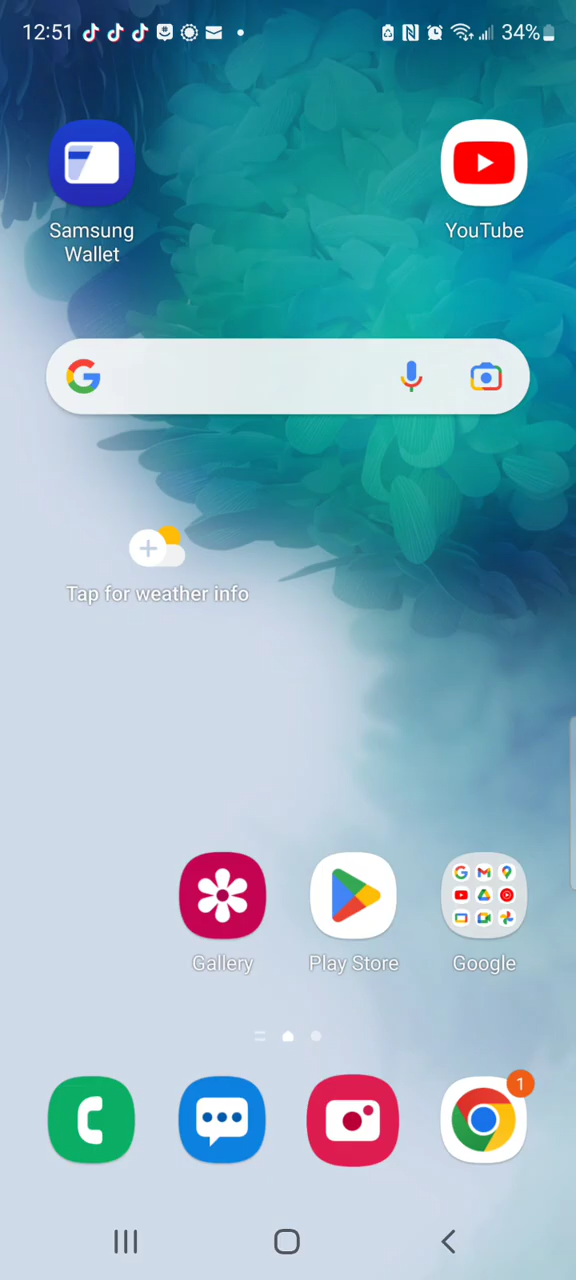 12:51
34%
Samsung
Wallet
YouTube
Tap for weather info
Gallery
Play Store
Google
1